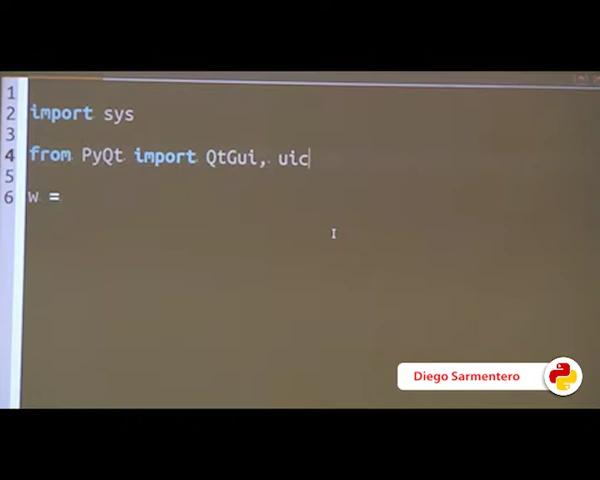 1
2 import sys
3
4 from PyQt import QtGui, uic
5
6 w =
Diego Sarmentero